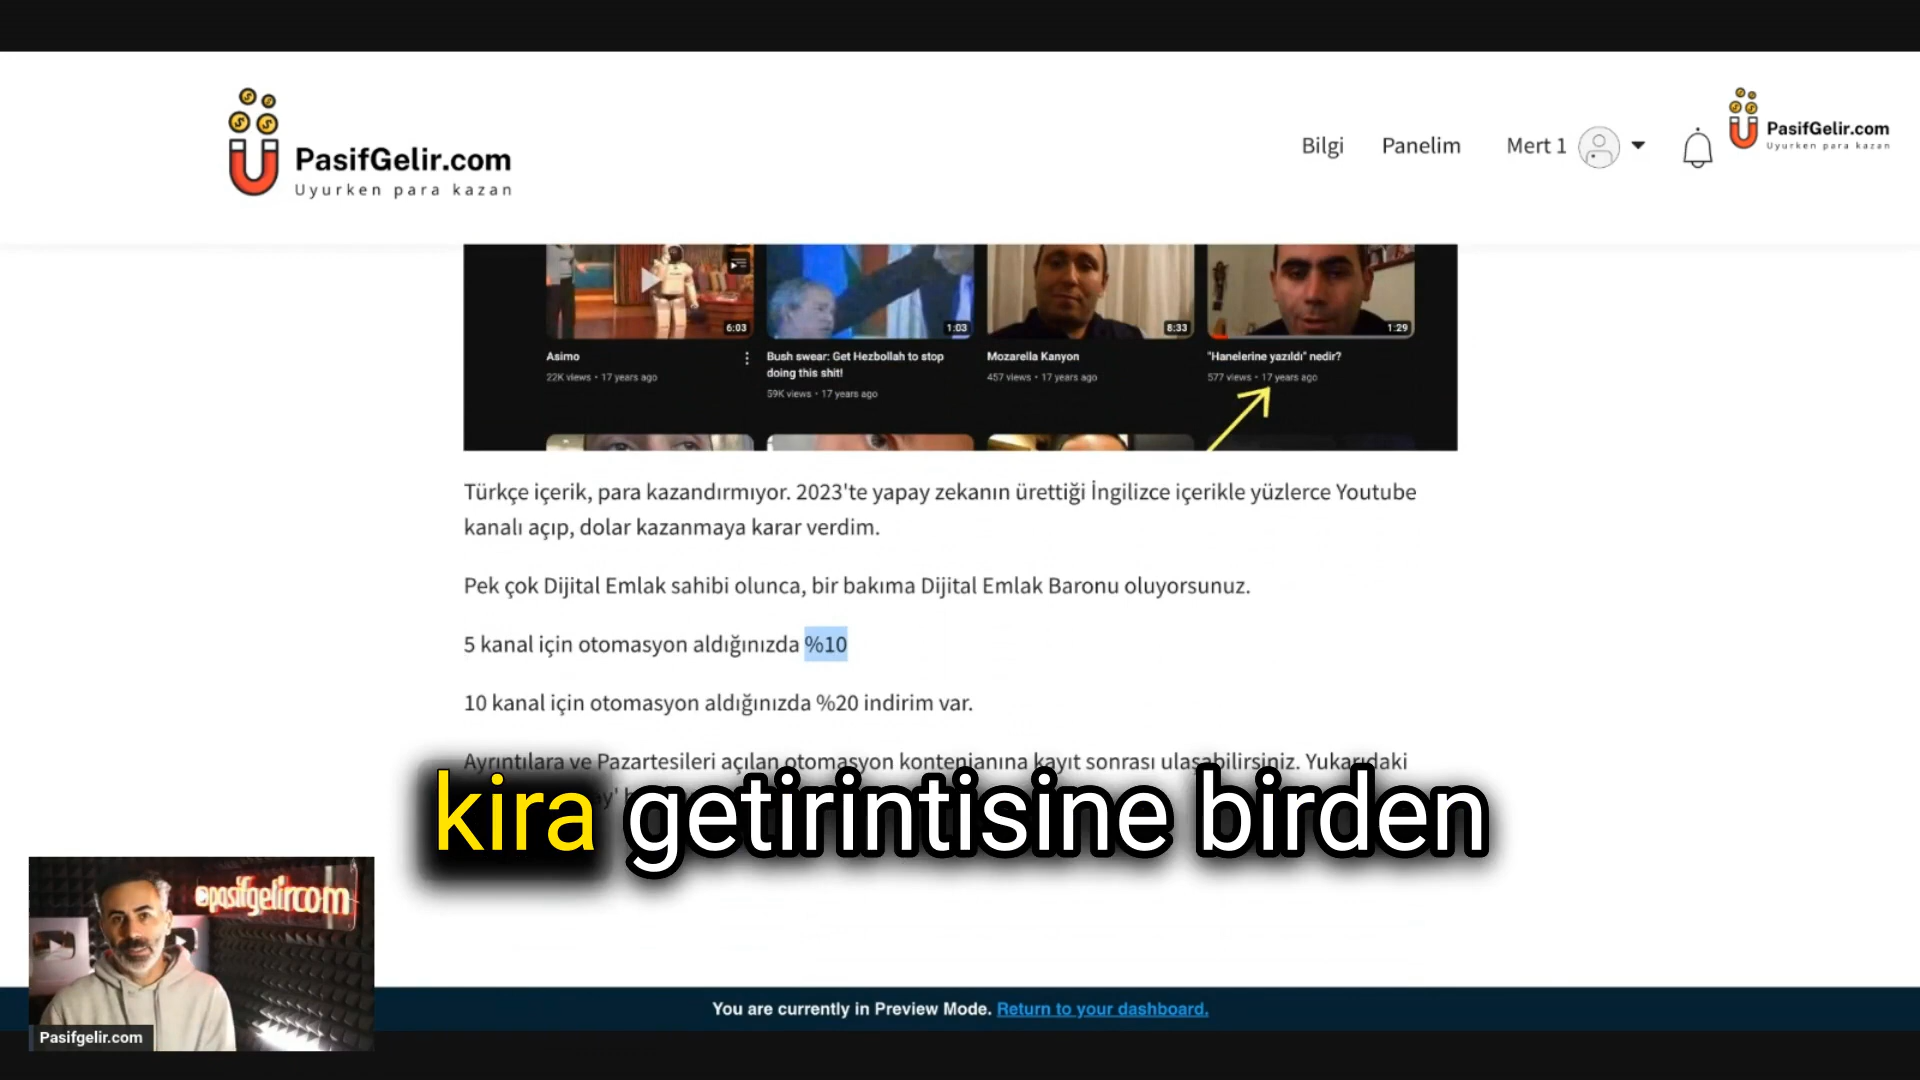 PasifGelir.com
Uyurken para kazan
Bilgi
Panelim
Mert 1
PasifGelir.com
Uyurken para kazan
6:03
1:03
8:33
1:29
Asimo
22K views • 17 years ago
Bush swear: Get Hezbollah to stop
doing this shit!
59K views • 17 years ago
Mozarella Kanyon
457 views • 17 years ago
"Hanelerine yazıldı" nedir?
577 views • 17 years ago
Türkçe içerik, para kazandırmıyor. 2023'te yapay zekanın ürettiği İngilizce içerikle yüzlerce Youtube
kanalı açıp, dolar kazanmaya karar verdim.
Pek çok Dijital Emlak sahibi olunca, bir bakıma Dijital Emlak Baronu oluyorsunuz.
5 kanal için otomasyon aldığınızda %10
10 kanal için otomasyon aldığınızda %20 indirim var.
Ayrıntılara ve Pazartesileri açılan otomasyon kontenjanına kayıt sonrası ulaşabilirsiniz. Yukarıdaki
kira getirintisine birden
@pasifgelircom
Pasifgelir.com
You are currently in Preview Mode. Return to your dashboard.